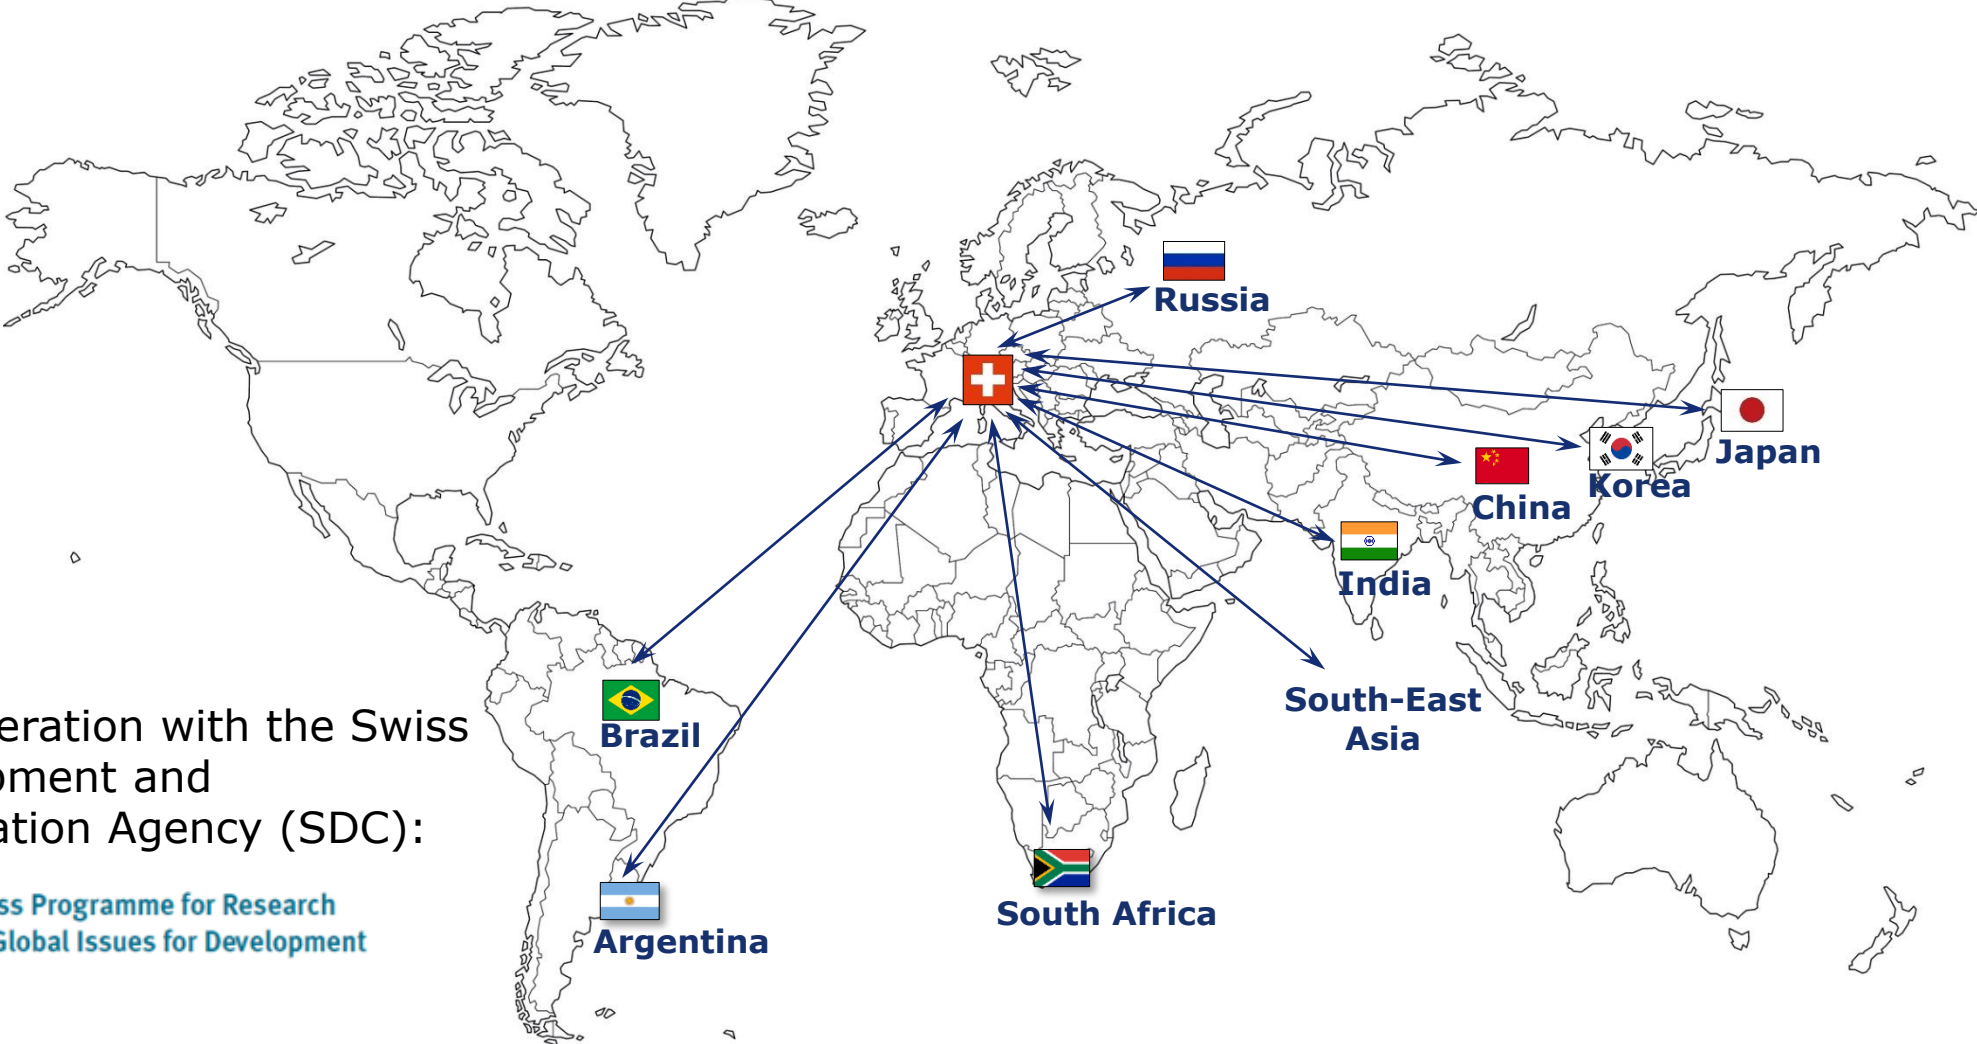 Russia
Japan
Korea
China
India
South-East
Asia
Brazil
South Africa
Argentina
eration with the Swiss
pment and
ation Agency (SDC):
ss Programme for Research
Global Issues for Development